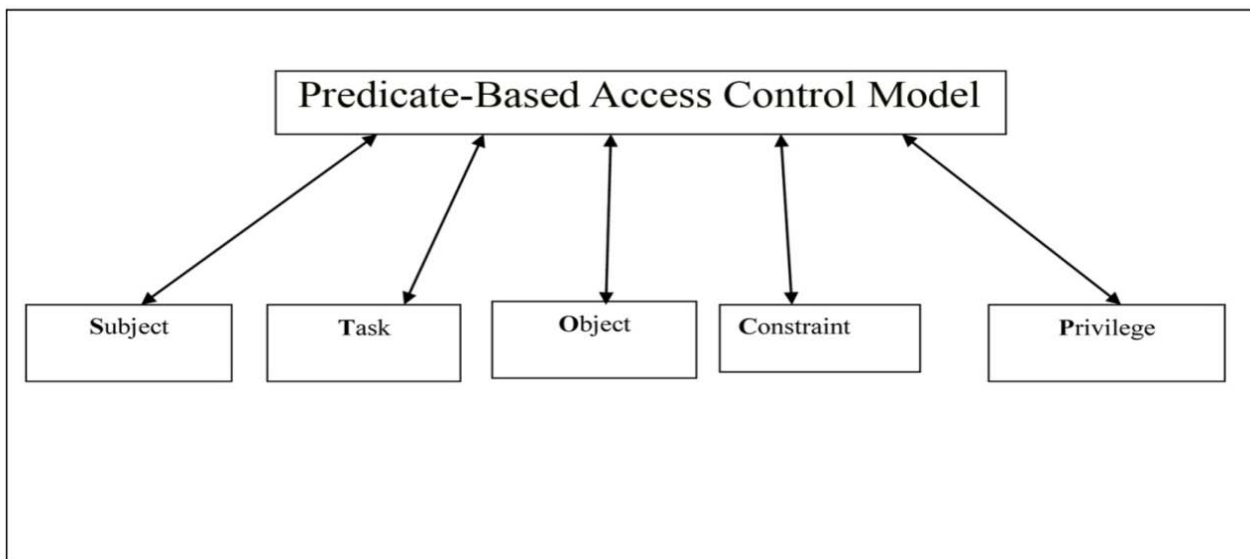 Predicate-Based Access Control Model
Subject
Task
Object
Constraint
Privilege